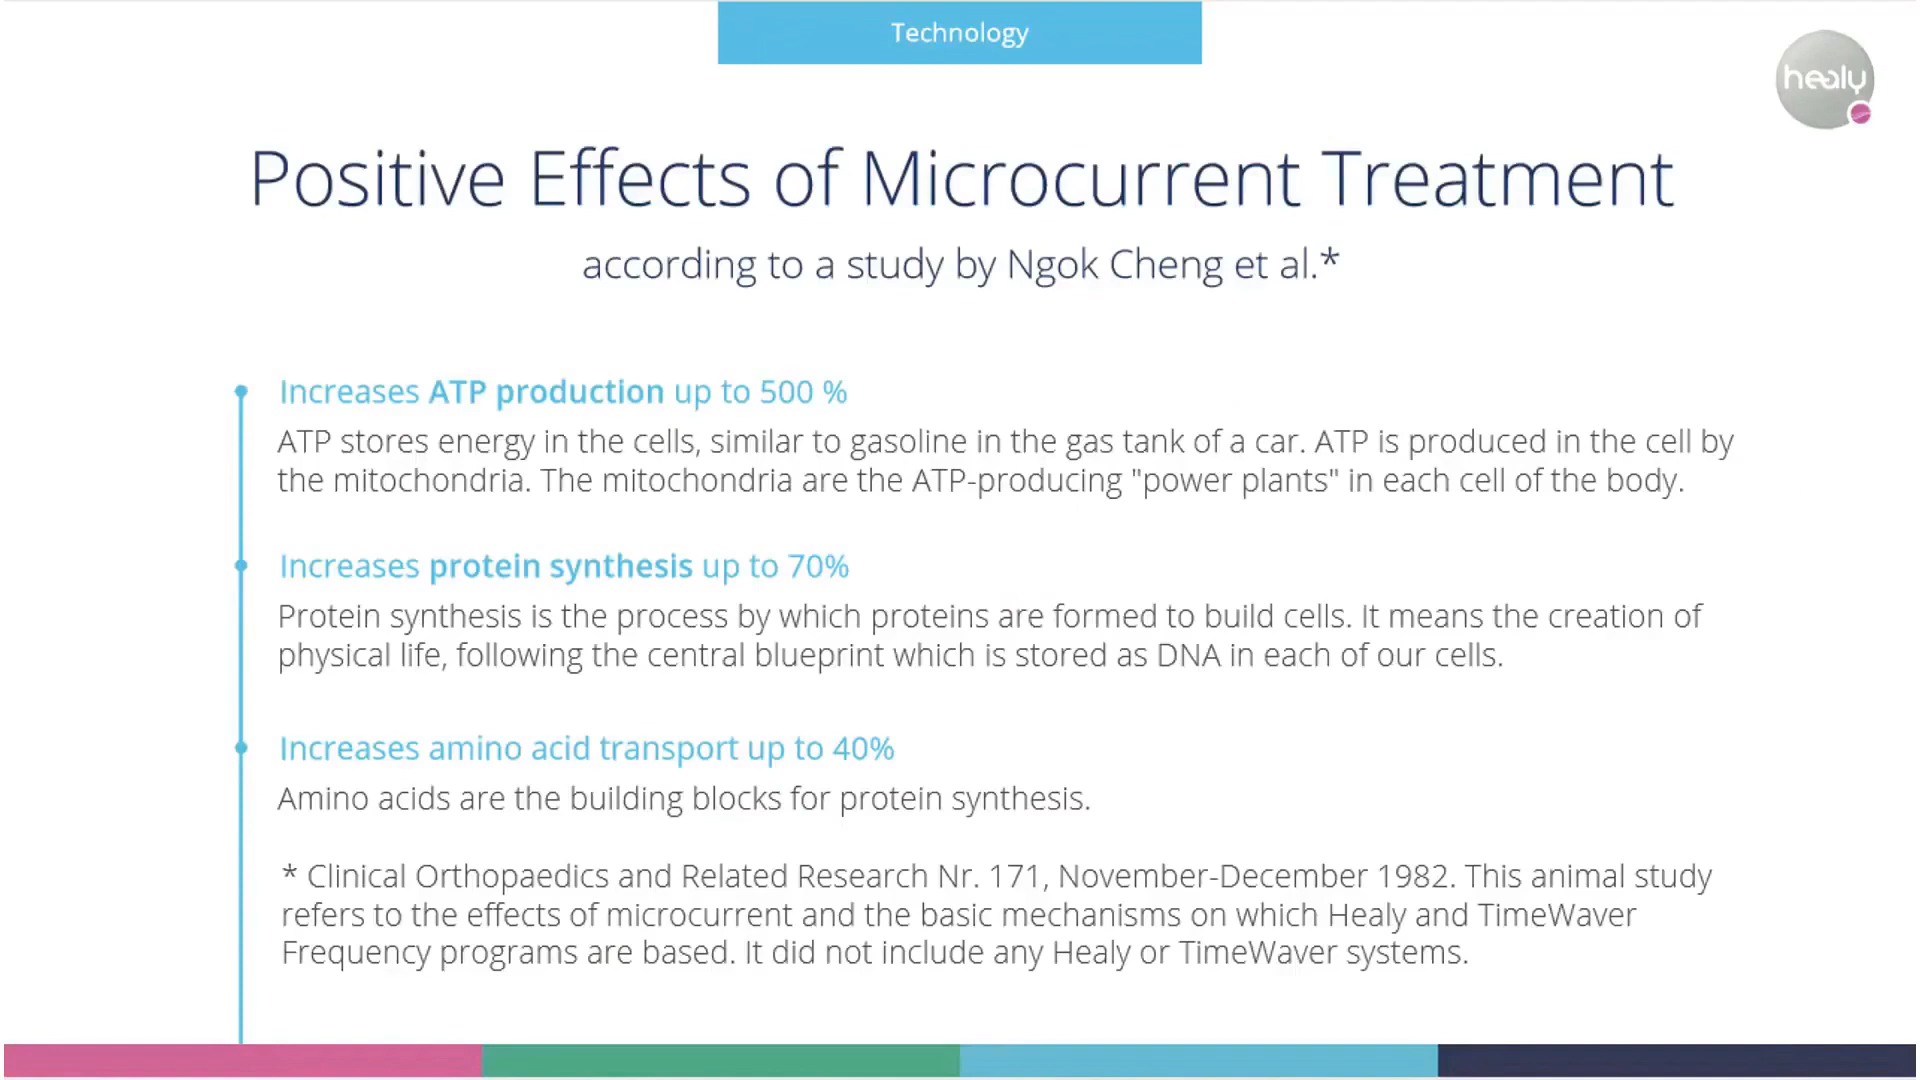 Technology
healy
Positive Effects of Microcurrent Treatment
according to a study by Ngok Cheng et al.*
Increases ATP production up to 500 %
ATP stores energy in the cells, similar to gasoline in the gas tank of a car. ATP is produced in the cell by
the mitochondria. The mitochondria are the ATP-producing "power plants" in each cell of the body.
Increases protein synthesis up to 70%
Protein synthesis is the process by which proteins are formed to build cells. It means the creation of
physical life, following the central blueprint which is stored as DNA in each of our cells.
Increases amino acid transport up to 40%
Amino acids are the building blocks for protein synthesis.
* Clinical Orthopaedics and Related Research Nr. 171, November-December 1982. This animal study
refers to the effects of microcurrent and the basic mechanisms on which Healy and TimeWaver
Frequency programs are based. It did not include any Healy or TimeWaver systems.